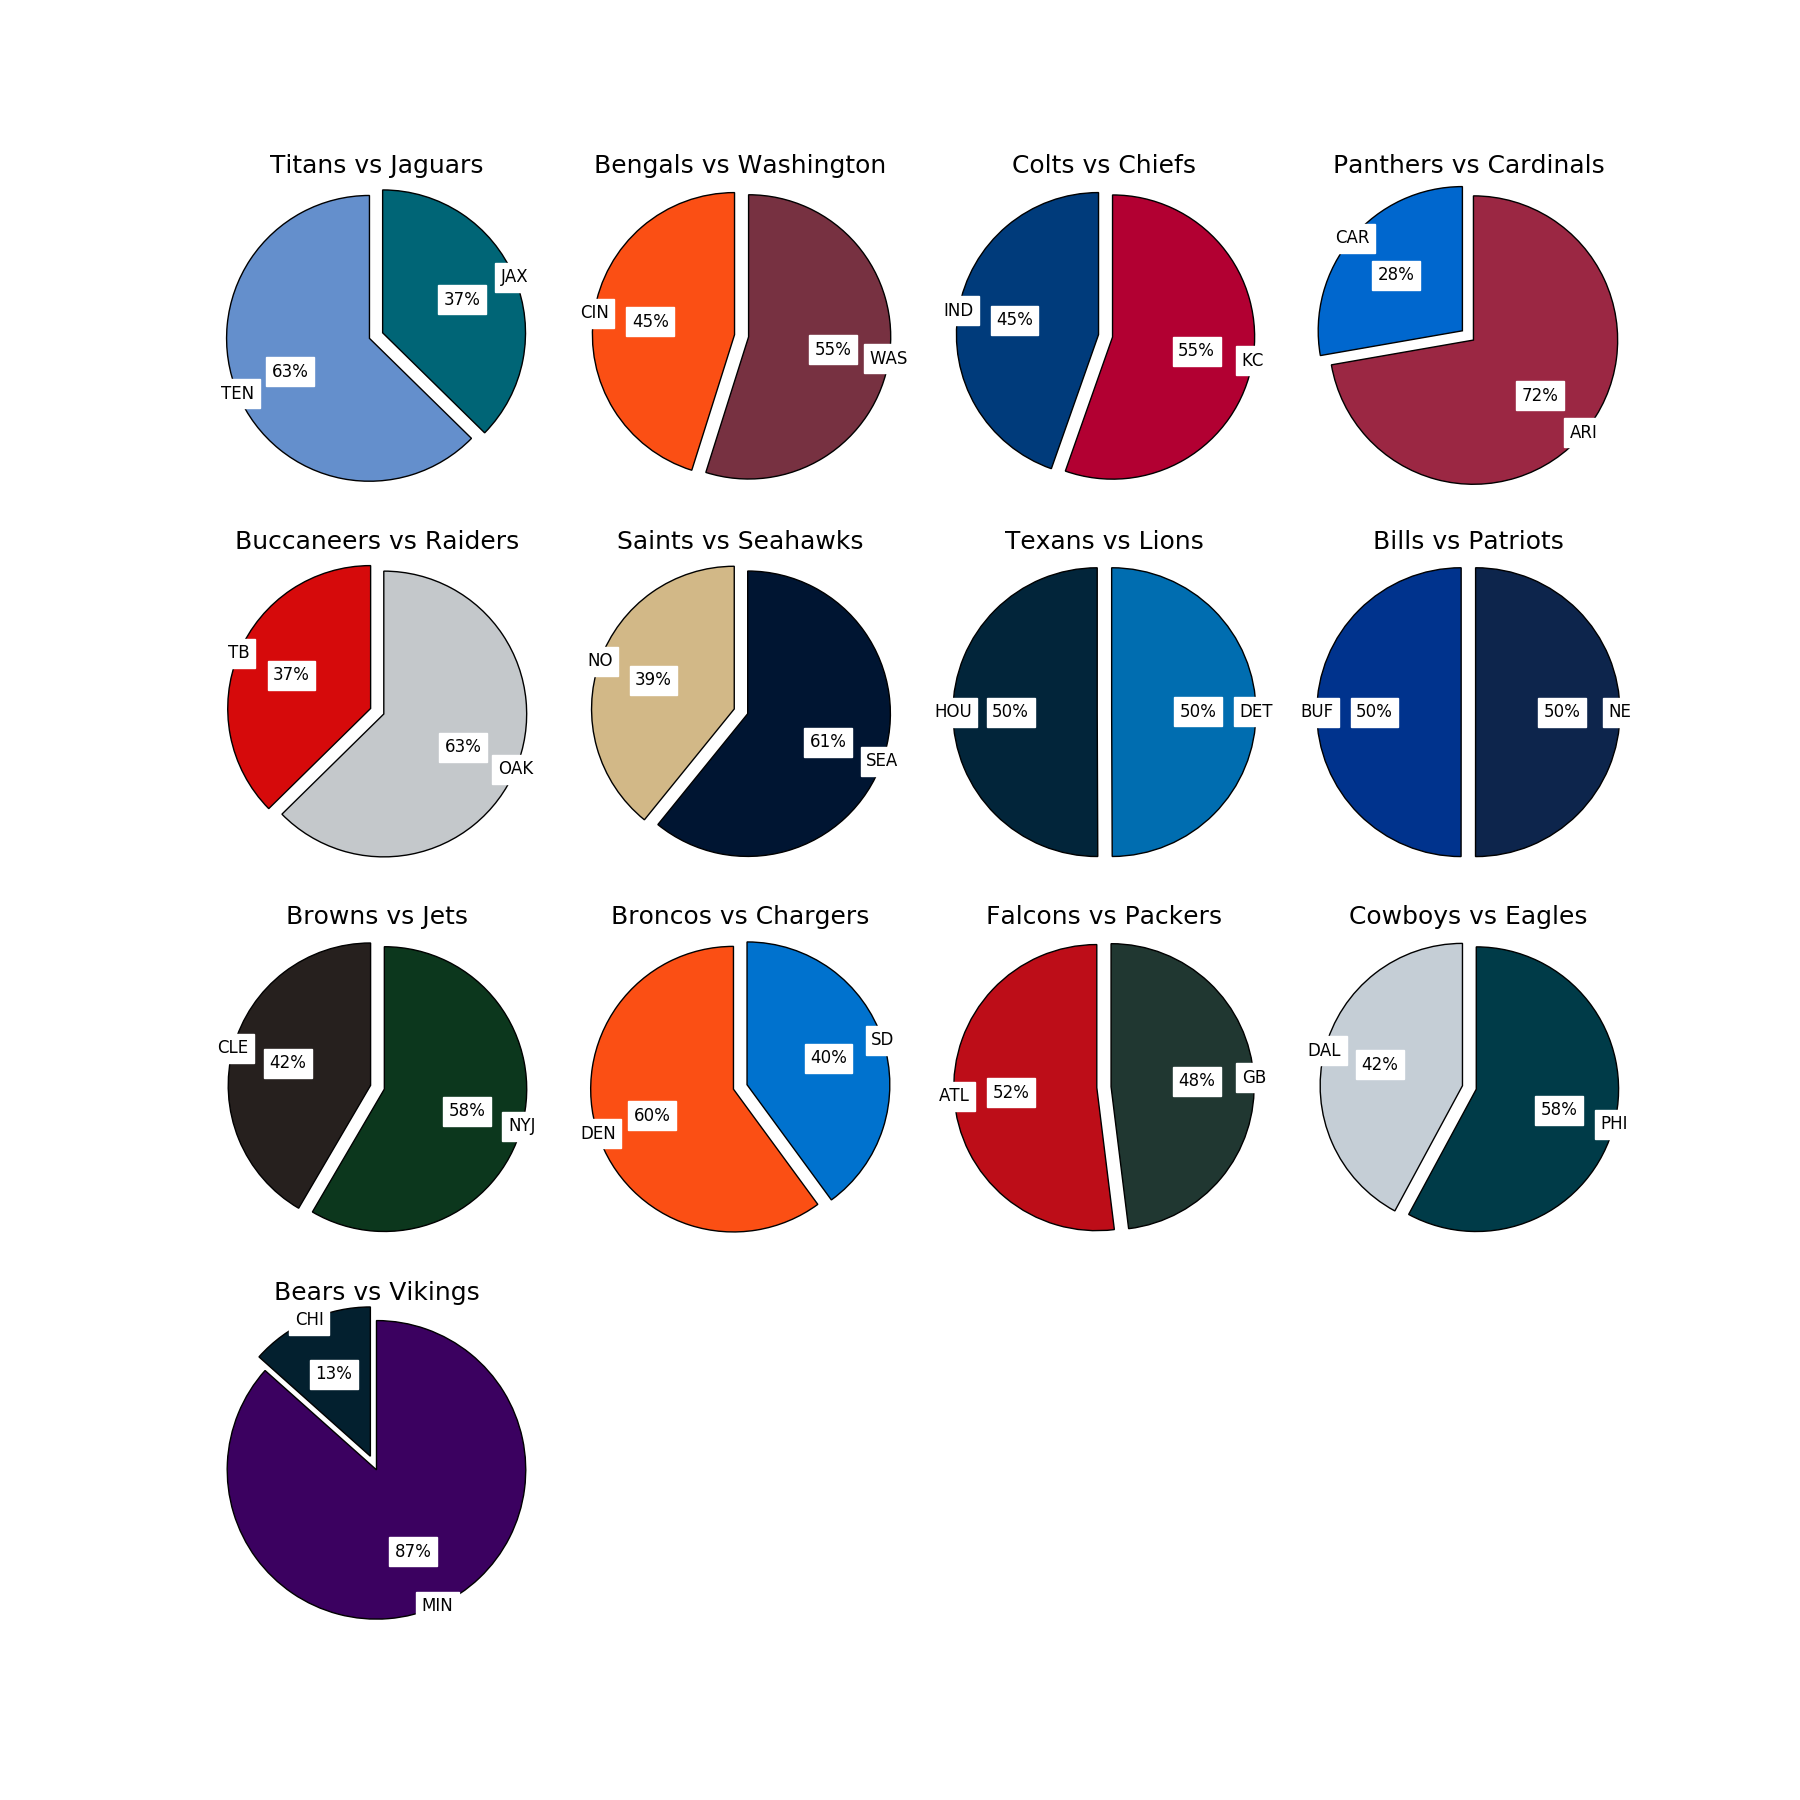 Titans vs Jaguars
JAX
37%
63%
TEN
Bengals vs Washington
CIN
45%
55%
WAS
Colts vs Chiefs
IND
45%
55%
KC
Panthers vs Cardinals
CAR
28%
72%
ARI
Buccaneers vs Raiders
TB
37%
63%
OAK
Saints vs Seahawks
NO
39%
61%
SEA
Texans vs Lions
HOU
50%
50%
DET
Bills vs Patriots
BUF
50%
50%
NE
Browns vs Jets
CLE
42%
58%
NYJ
Broncos vs Chargers
SD
40%
60%
DEN
Falcons vs Packers
ATL
52%
48%
GB
Cowboys vs Eagles
DAL
42%
58%
PHI
Bears vs Vikings
CHI
13%
87%
MIN